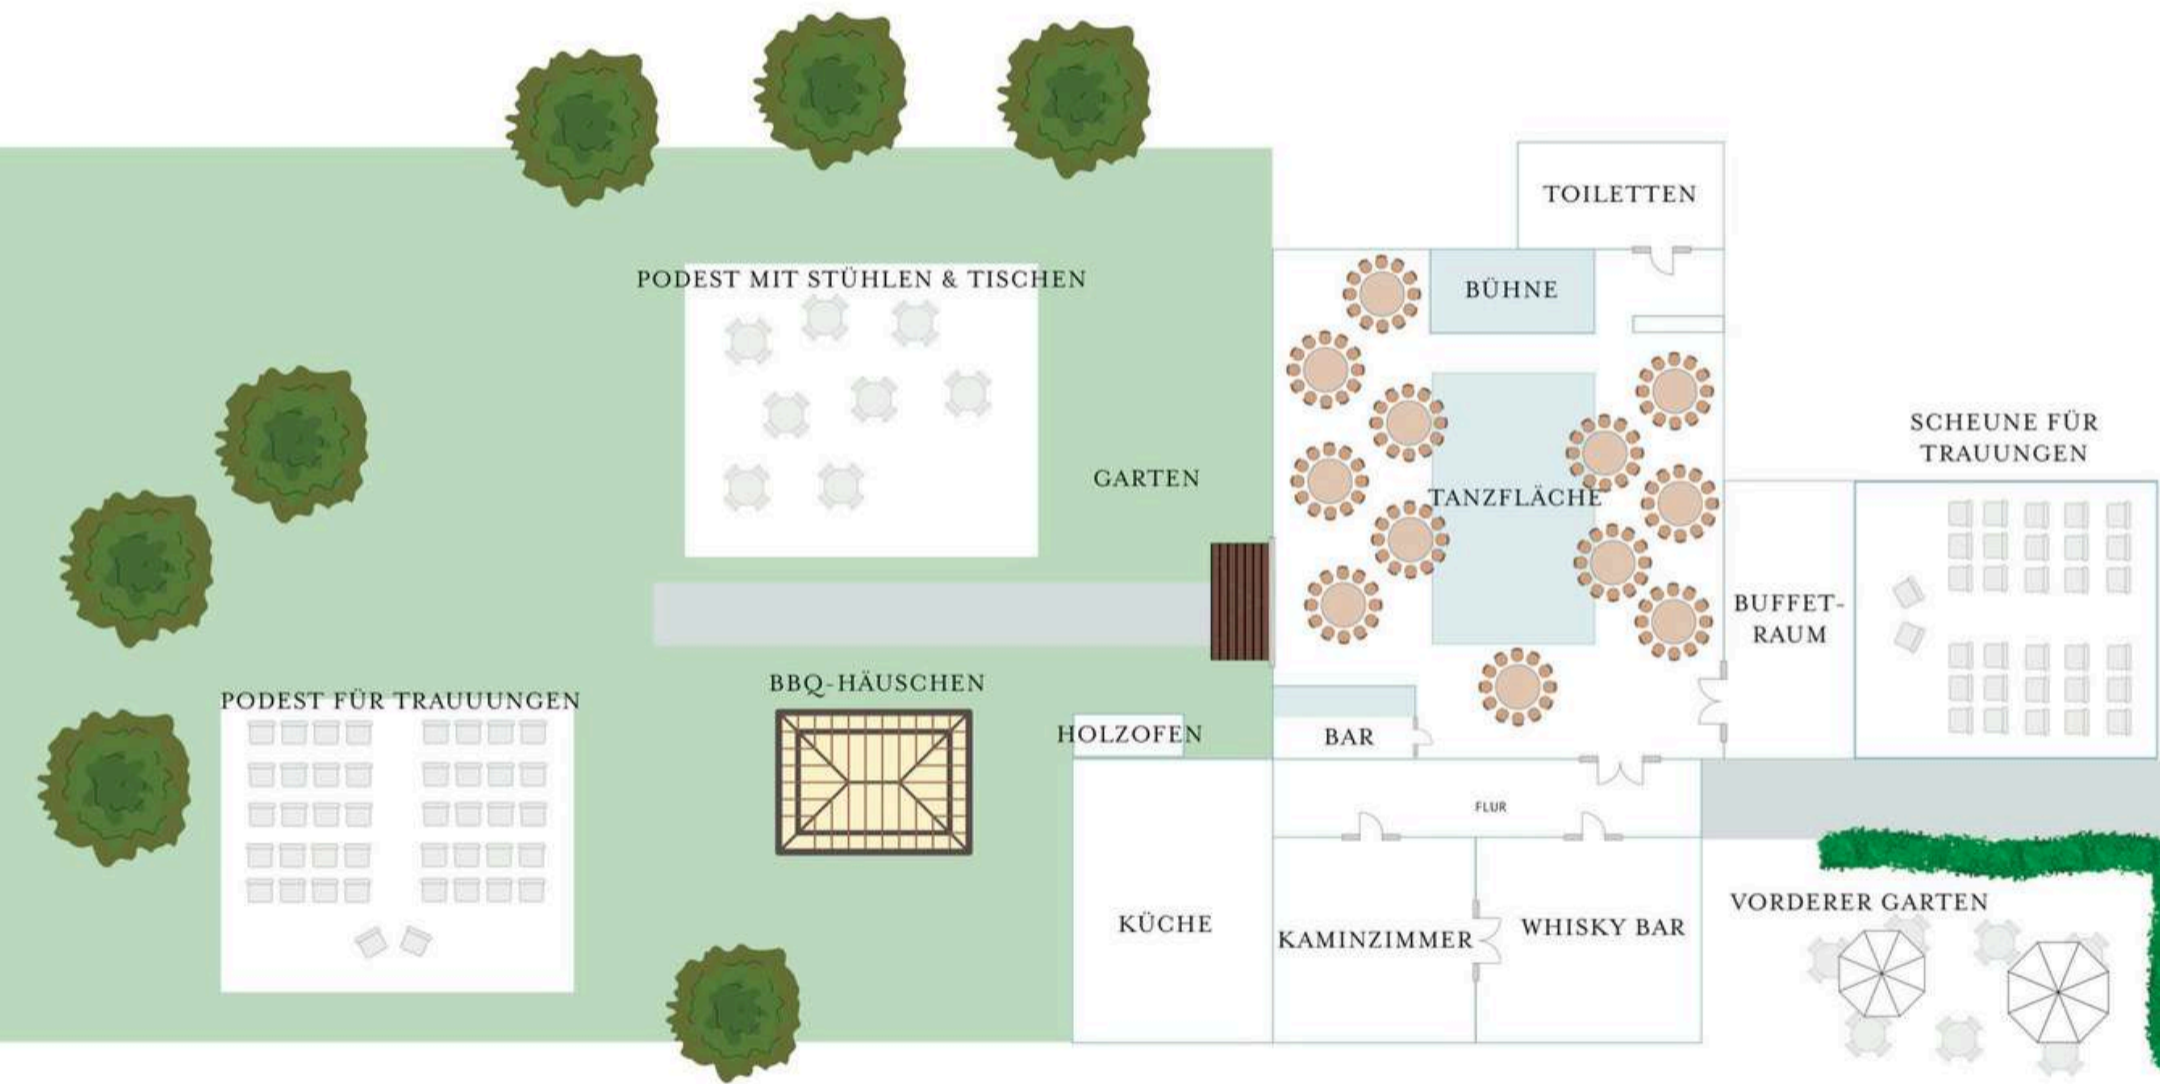 TOILETTEN
PODEST MIT STÜHLEN & TISCHEN
BÜHNE
SCHEUNE FÜR
TRAUUNGEN
GARTEN
TANZFLÄCHE
BUFFET-
RAUM
BBQ-HÄUSCHEN
PODEST FÜR TRAUUUNGEN
HOLZOFEN
BAR
FLUR
VORDERER GARTEN
KÜCHE
KAMINZIMMER
WHISKY BAR